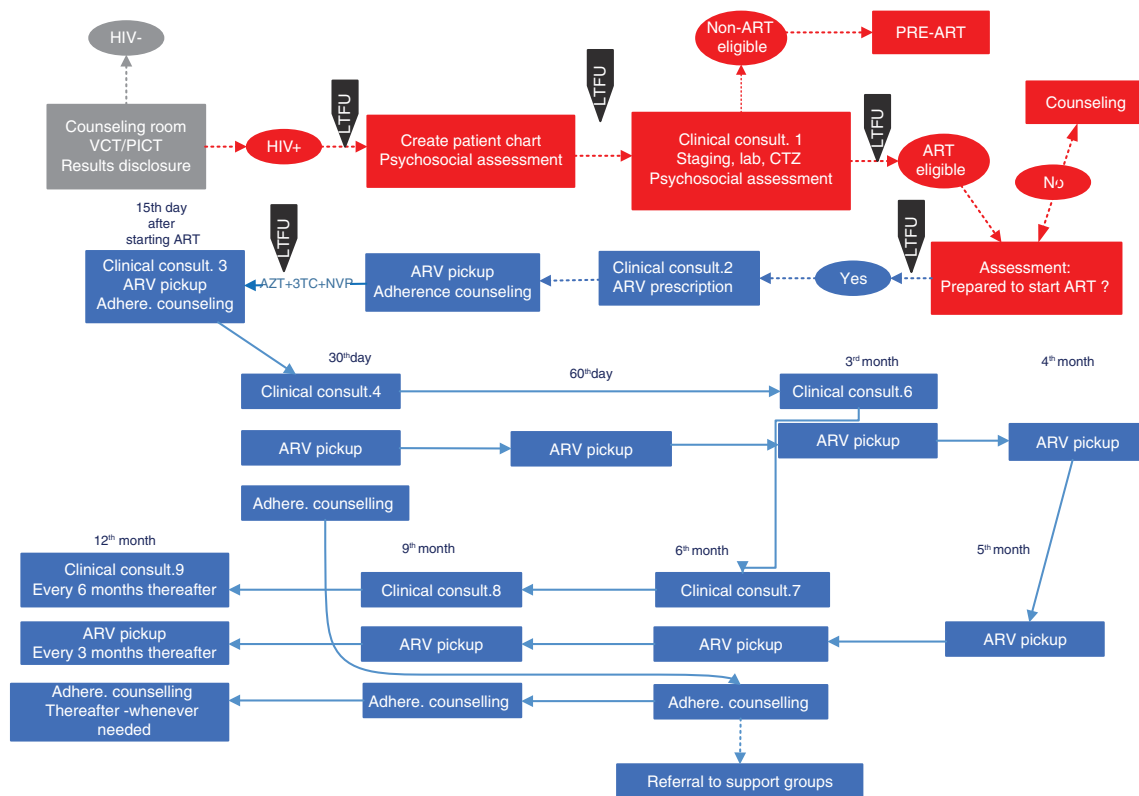 HIV-
Non-ART
eligible
PRE-ART
LTFU
LTFU
LTFU
Counseling
Counseling room
VCT/PICT
Results disclosure
HIV+
Create patient chart
Psychosocial assessment
Clinical consult. 1
Staging, lab, CTZ
Psychosocial assessment
ART
eligible
No
15th day
after
starting ART
LTFU
LTFU
Clinical consult. 3
ARV pickup
Adhere. counseling
AZT+3TC+NVP
ARV pickup
Adherence counseling
Clinical consult.2
ARV prescription
Yes
Assessment:
Prepared to start ART ?
30th day
60th day
3rd month
4th month
Clinical consult.4
Clinical consult.6
ARV pickup
ARV pickup
ARV pickup
ARV pickup
Adhere. counselling
12th month
9th month
6th month
5th month
Clinical consult.9
Every 6 months thereafter
Clinical consult.8
Clinical consult.7
ARV pickup
Every 3 months thereafter
ARV pickup
ARV pickup
ARV pickup
Adhere. counselling
Thereafter -whenever
needed
Adhere. counselling
Adhere. counselling
Referral to support groups